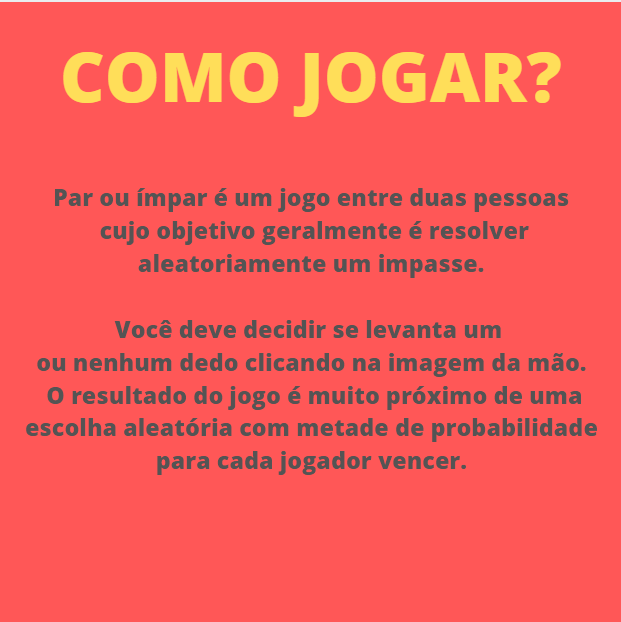 COMO JOGAR?
Par ou ímpar é um jogo entre duas pessoas
cujo objetivo geralmente é resolver
aleatoriamente um impasse.
Você deve decidir se levanta um
ou nenhum dedo clicando na imagem da mão.
O resultado do jogo é muito próximo de uma
escolha aleatória com metade de probabilidade
para cada jogador vencer.